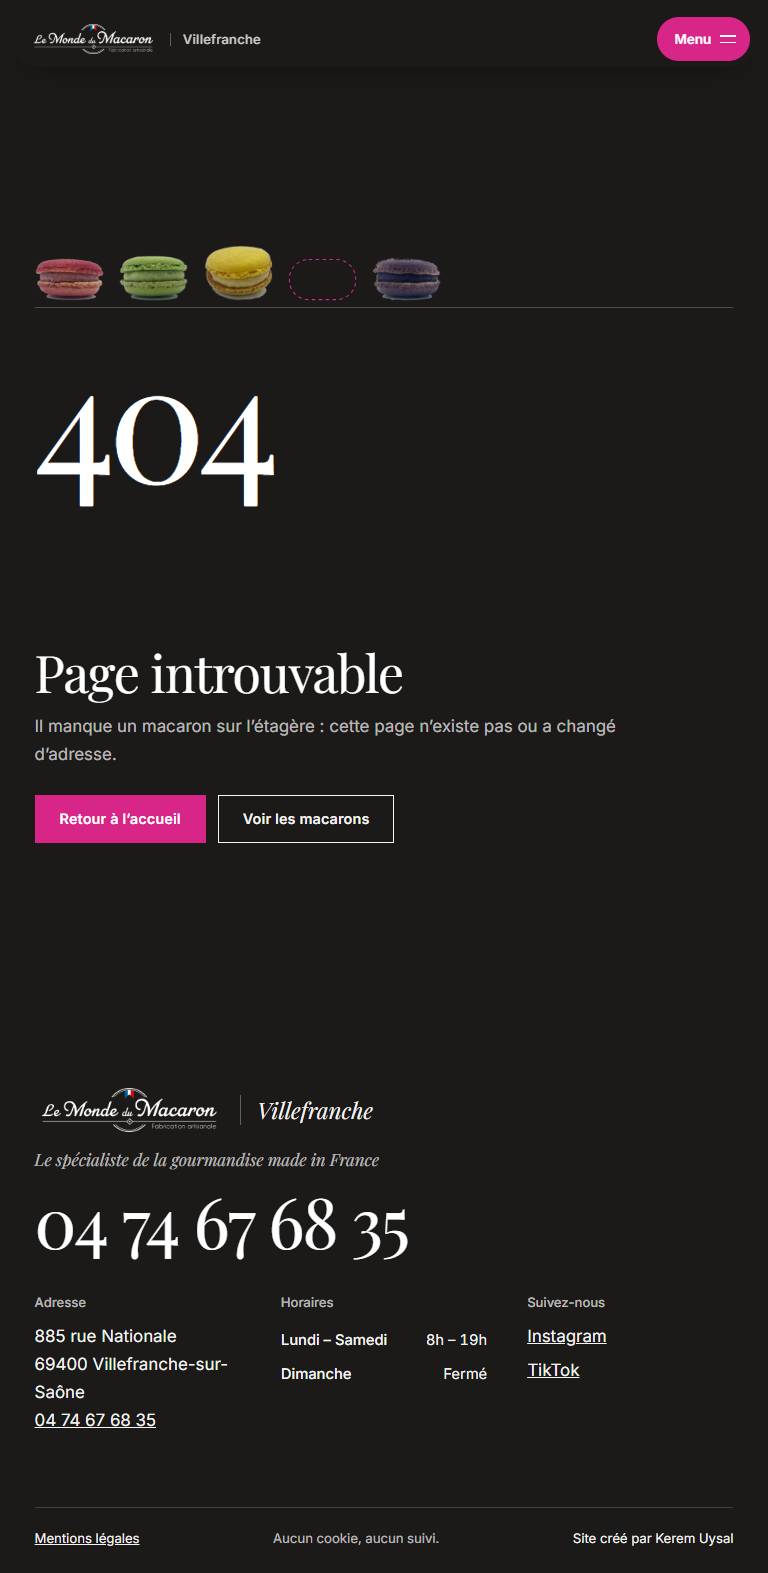 Le Monde du Macaron
Fabrication artisanale
Villefranche
Menu
404
Page introuvable
Il manque un macaron sur l’étagère : cette page n’existe pas ou a changé
d’adresse.
Retour à l’accueil
Voir les macarons
Le Monde du Macaron
Fabrication artisanale
Villefranche
Le spécialiste de la gourmandise made in France
04 74 67 68 35
Adresse
885 rue Nationale
69400 Villefranche-sur-
Saône
04 74 67 68 35
Horaires
Lundi – Samedi 8h – 19h
Dimanche Fermé
Suivez-nous
Instagram
TikTok
Mentions légales
Aucun cookie, aucun suivi.
Site créé par Kerem Uysal